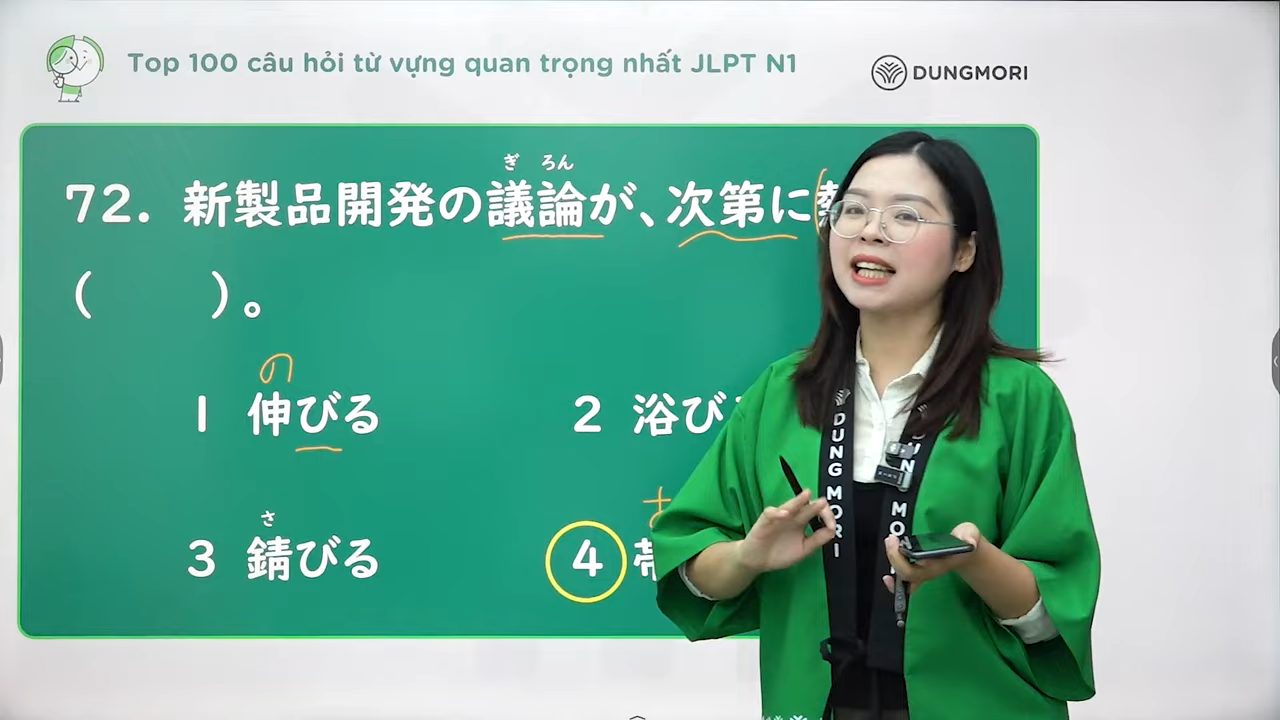 Top 100 câu hỏi từ vựng quan trọng nhất JLPT N1
DUNGMORI
ぎ ろん
72. 新製品開発の議論が、次第に
( )。
の
1 伸びる
2 浴び
さ
3 錆びる
4
DUNG MORI